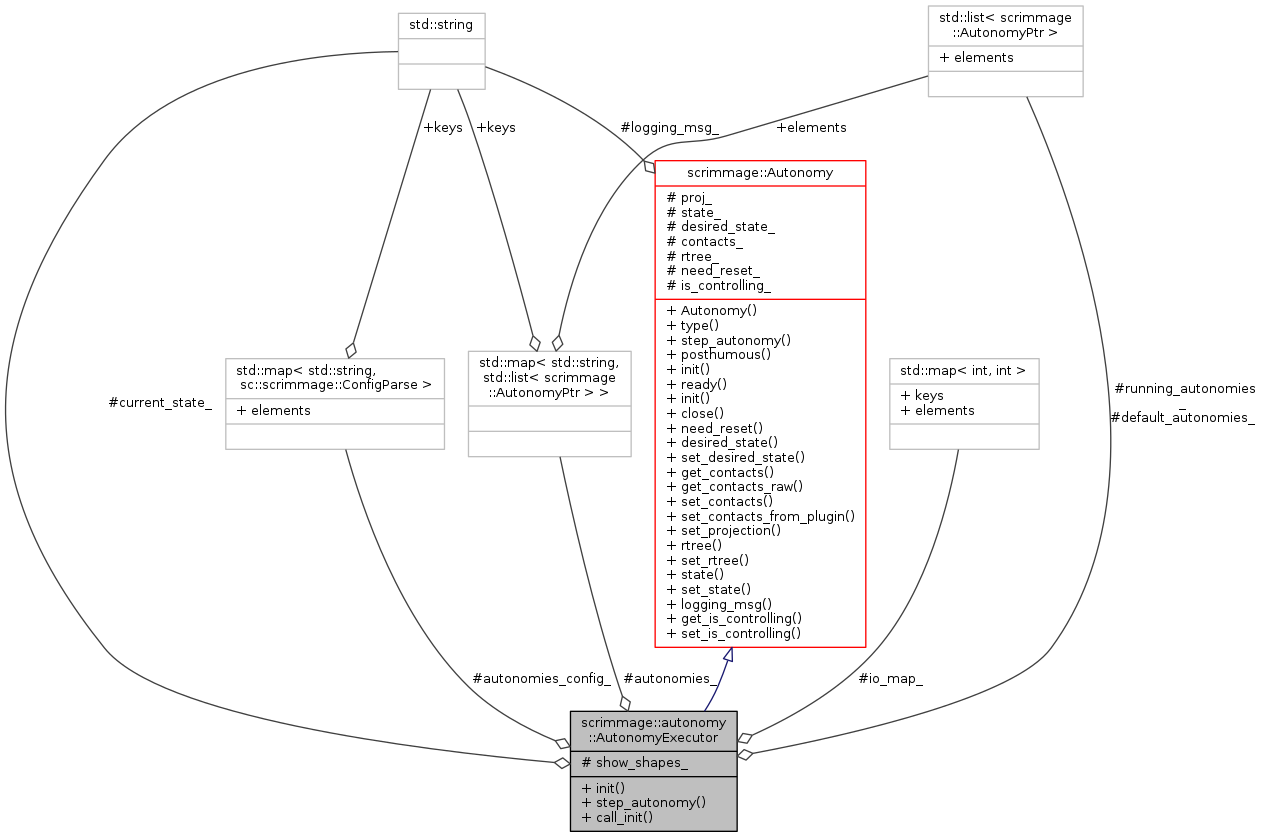 std::string
std::list< scrimmage
::AutonomyPtr >
+ elements
+keys
+keys
#logging_msg_
+elements
scrimmage::Autonomy
# proj_
# state_
# desired_state_
# contacts_
# rtree_
# need_reset_
# is_controlling_
+ Autonomy()
+ type()
+ step_autonomy()
+ posthumous()
+ init()
+ ready()
+ init()
+ close()
+ need_reset()
+ desired_state()
+ set_desired_state()
+ get_contacts()
+ get_contacts_raw()
+ set_contacts()
+ set_contacts_from_plugin()
+ set_projection()
+ rtree()
+ set_rtree()
+ state()
+ set_state()
+ logging_msg()
+ get_is_controlling()
+ set_is_controlling()
#current_state_
std::map< std::string,
sc::scrimmage::ConfigParse >
+ elements
std::map< std::string,
std::list< scrimmage
::AutonomyPtr > >
std::map< int, int >
+ keys
+ elements
#running_autonomies
_
#default_autonomies_
#autonomies_config_
#autonomies_
#io_map_
scrimmage::autonomy
::AutonomyExecutor
# show_shapes_
+ init()
+ step_autonomy()
+ call_init()